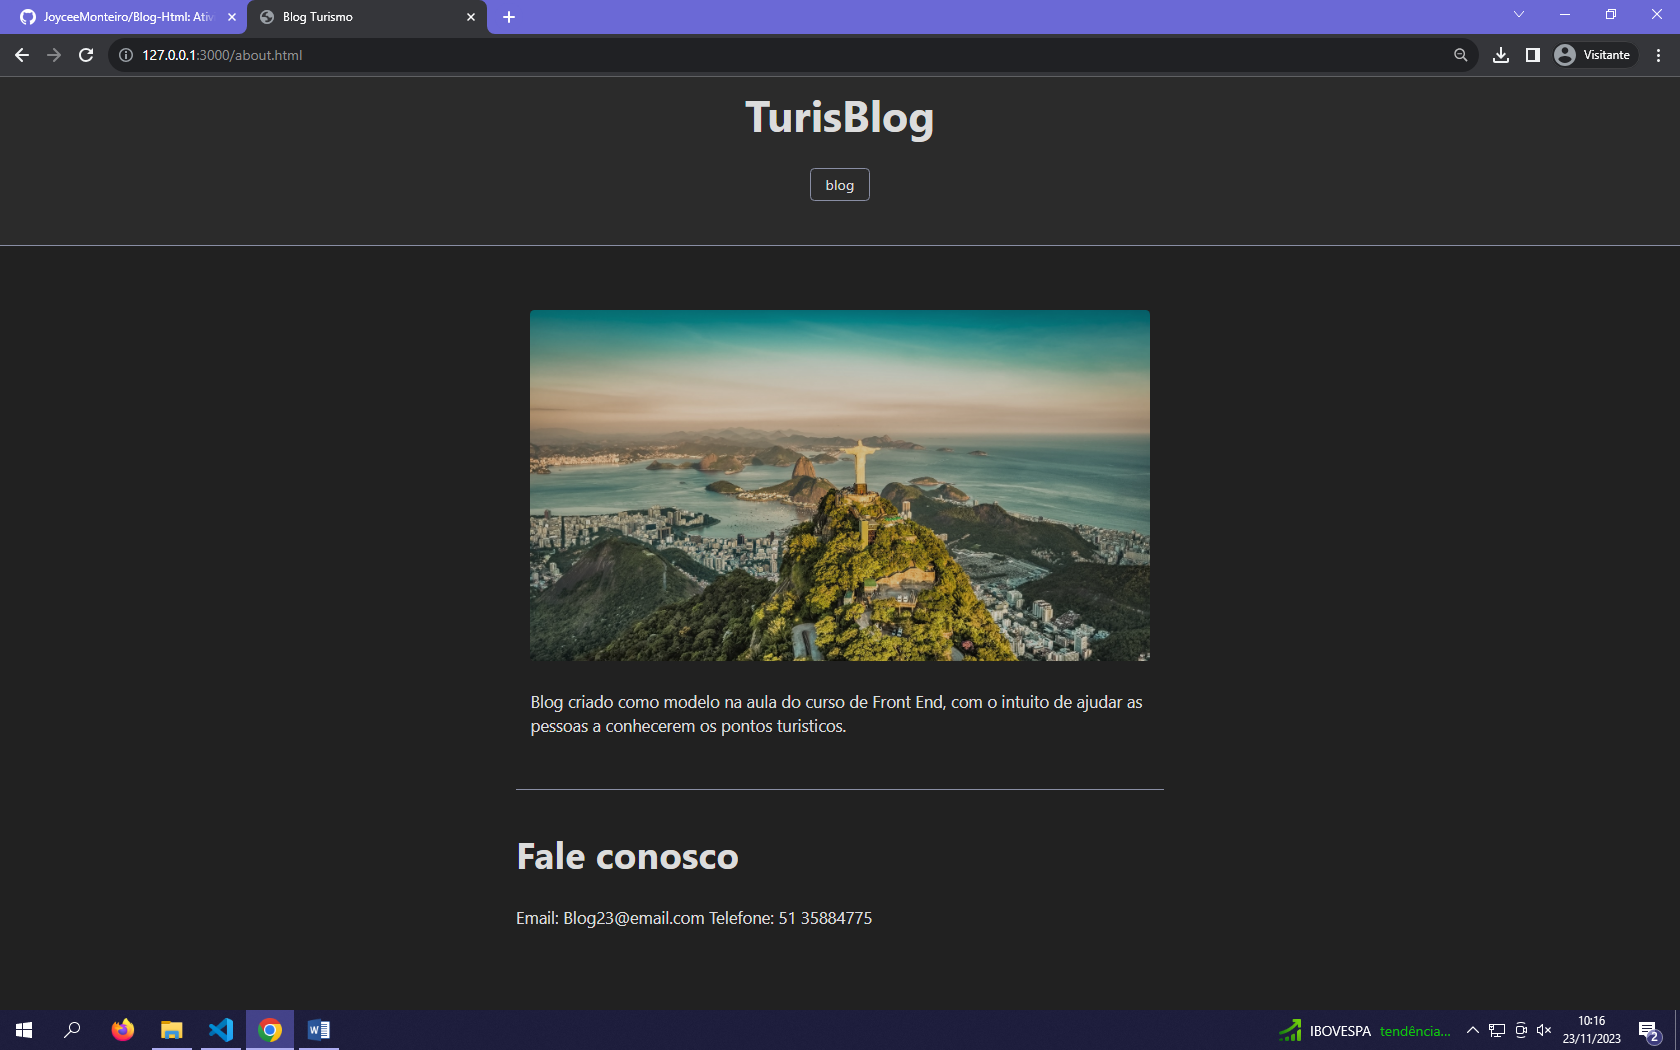 JoyceeMonteiro/Blog-Html: Ativ
Blog Turismo
127.0.0.1:3000/about.html
Visitante
TurisBlog
blog
Blog criado como modelo na aula do curso de Front End, com o intuito de ajudar as
pessoas a conhecerem os pontos turisticos.
Fale conosco
Email: Blog23@email.com Telefone: 51 35884775
IBOVESPA tendência...
10:16
23/11/2023
2